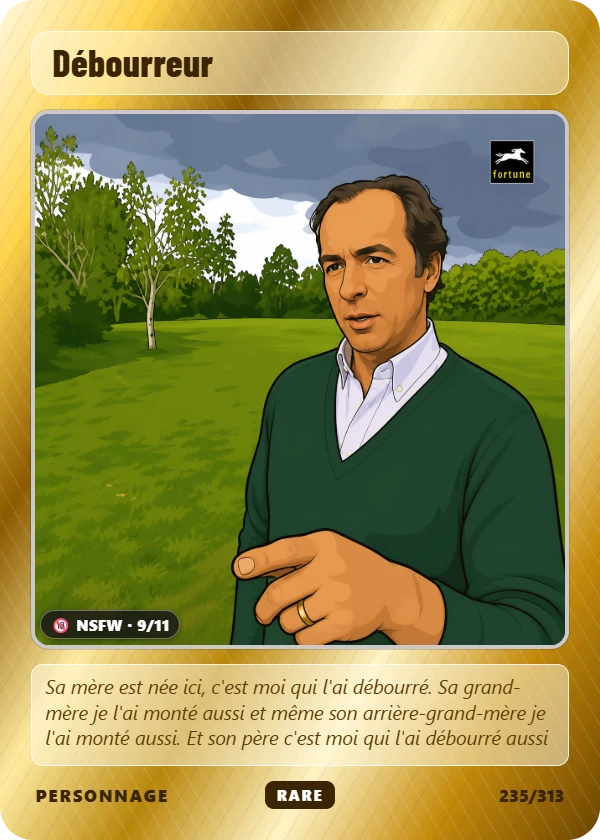 Débourreur
fortune
🔞 NSFW · 9/11
Sa mère est née ici, c'est moi qui l'ai débourré. Sa grand-
mère je l'ai monté aussi et même son arrière-grand-mère je
l'ai monté aussi. Et son père c'est moi qui l'ai débourré aussi
PERSONNAGE
RARE
235/313